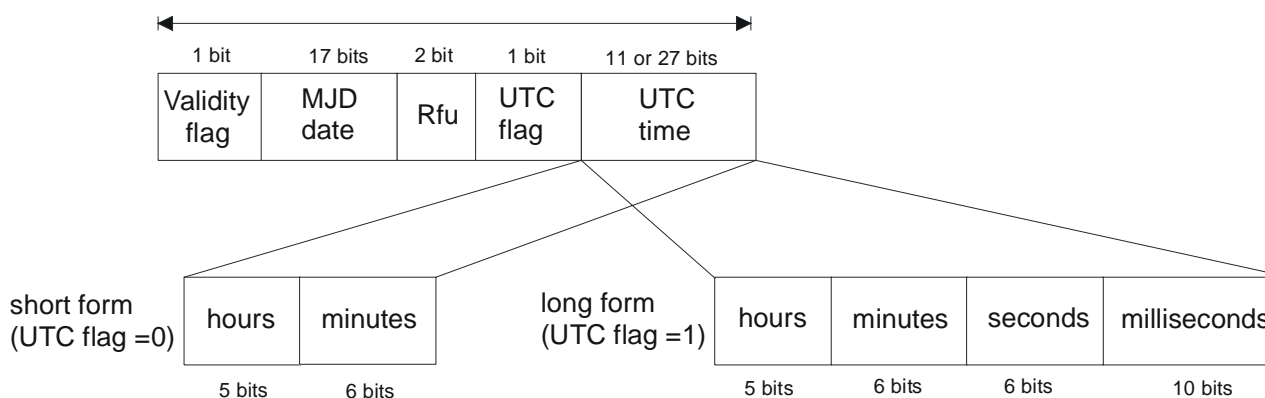 1 bit 17 bits 2 bit 1 bit 11 or 27 bits
Validity flag MJD date Rfu UTC flag UTC time
short form
(UTC flag =0)
hours minutes
5 bits 6 bits
long form
(UTC flag =1)
hours minutes seconds milliseconds
5 bits 6 bits 6 bits 10 bits